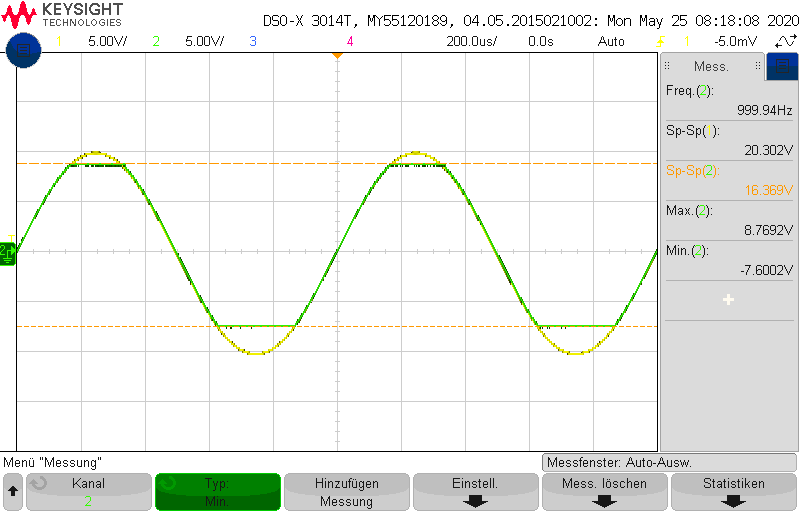 KEYSIGHT
TECHNOLOGIES
DSO-X 3014T, MY55120189, 04.05.2015021002: Mon May 25 08:18:08 2020
1 5.00V/ 2 5.00V/ 3 4 200.0us/ 0.0s Auto 1 -5.0mV
Mess.
Freq.(2):
999.94Hz
Sp-Sp( ):
20.302V
Sp-Sp(2):
16.369V
Max.(2):
8.7692V
Min.(2):
-7.6002V
2
Menü "Messung"
Messfenster: Auto-Ausw.
Kanal
2
Typ:
Min.
Hinzufügen
Messung
Einstell.
Mess. löschen
Statistiken